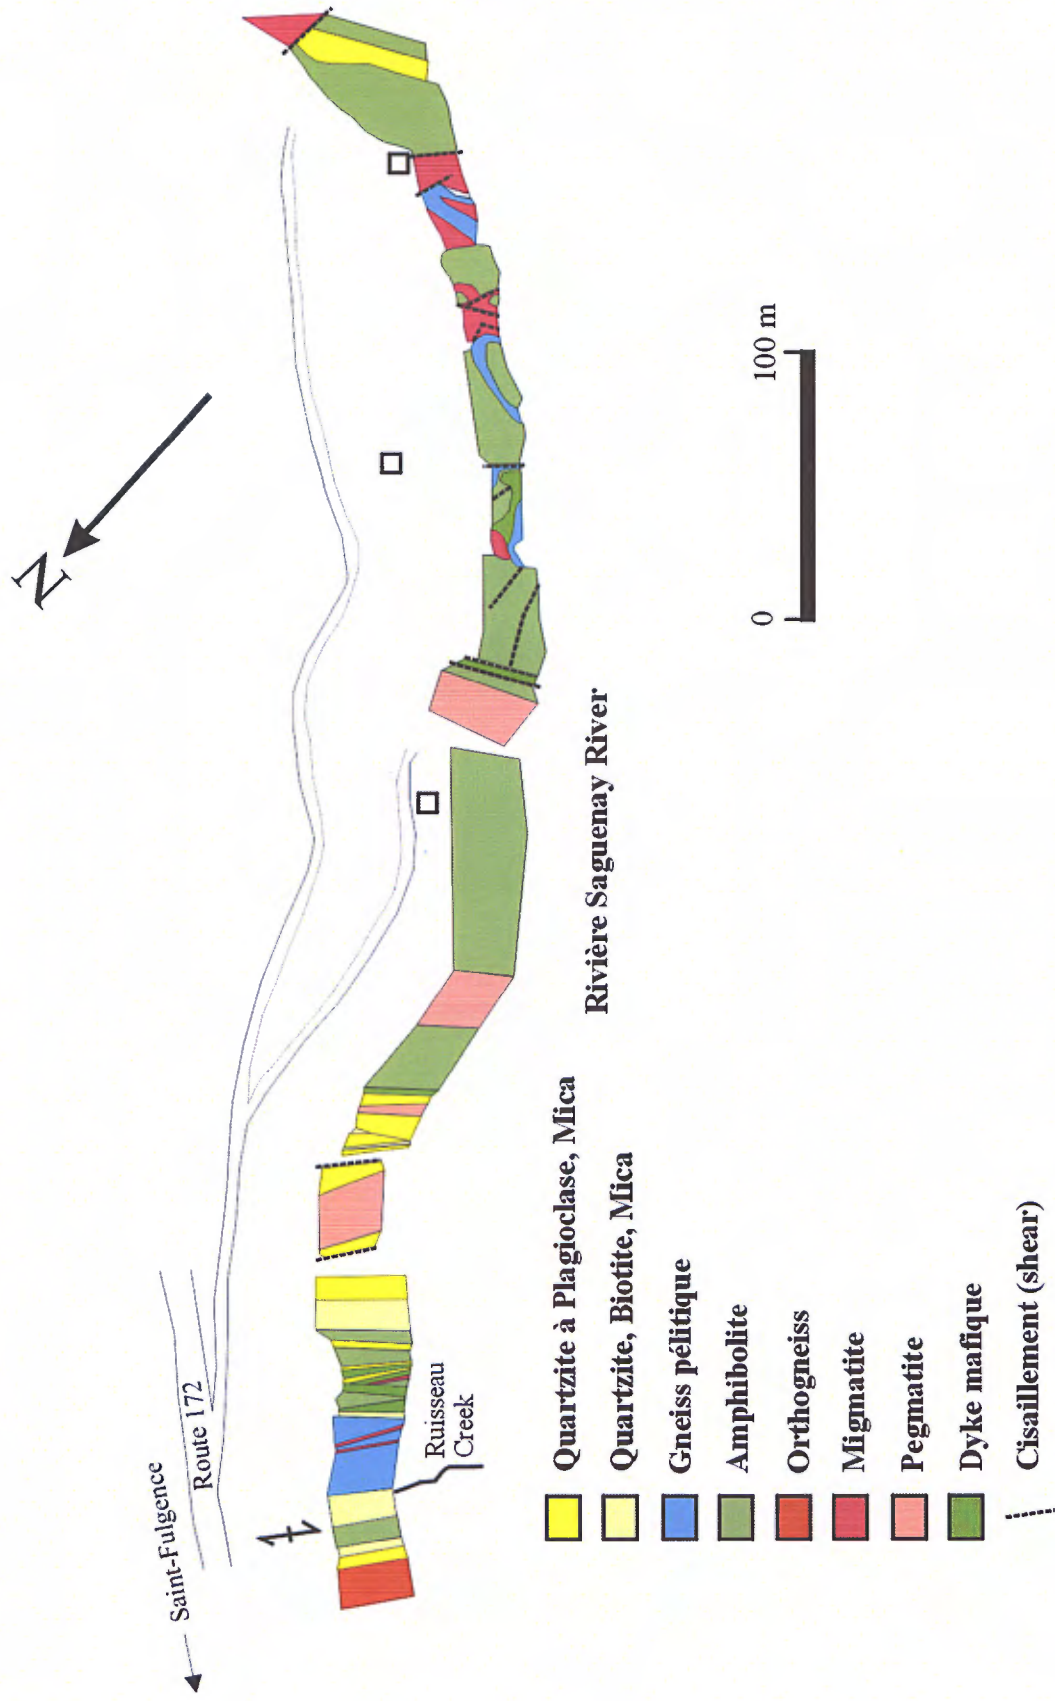 Saint-Fulgence
Route 172
N
Ruisseau
Creek
Rivière Saguenay River
0
100 m
Quartzite à Plagioclase, Mica
Quartzite, Biotite, Mica
Gneiss pélitique
Amphibolite
Orthogneiss
Migmatite
Pegmatite
Dyke mafique
Cisaillement (shear)